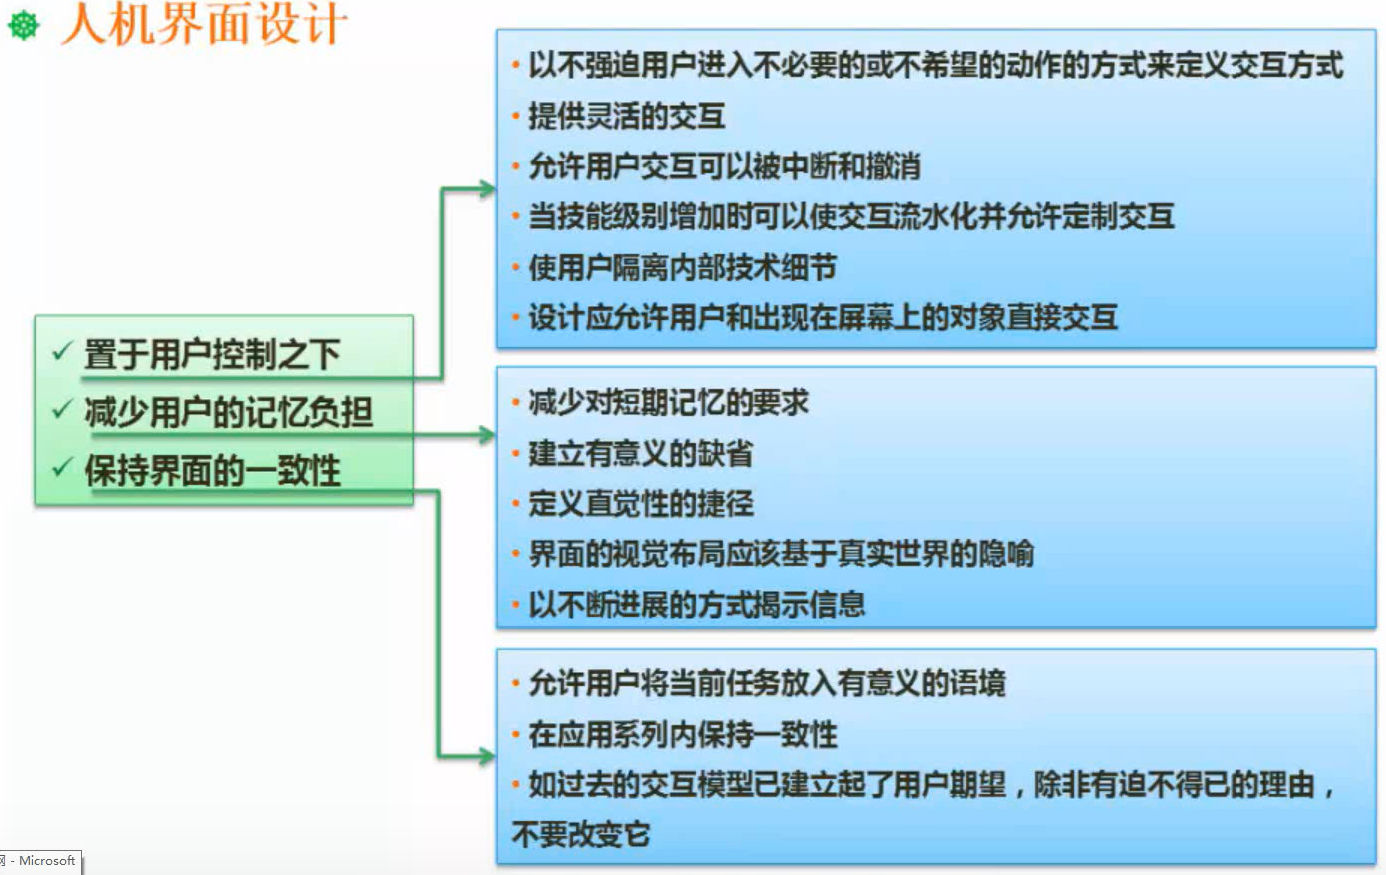 人机界面设计
以不强迫用户进入不必要的或不希望的动作的方式来定义交互方式
提供灵活的交互
允许用户交互可以被中断和撤消
当技能级别增加时可以使交互流水化并允许定制交互
使用户隔离内部技术细节
设计应允许用户和出现在屏幕上的对象直接交互
置于用户控制之下
减少用户的记忆负担
保持界面的一致性
减少对短期记忆的要求
建立有意义的缺省
定义直觉性的捷径
界面的视觉布局应该基于真实世界的隐喻
以不断进展的方式揭示信息
允许用户将当前任务放入有意义的语境
在应用系列内保持一致性
如过去的交互模型已建立起了用户期望，除非有迫不得已的理由，
不要改变它
网 - Microsoft